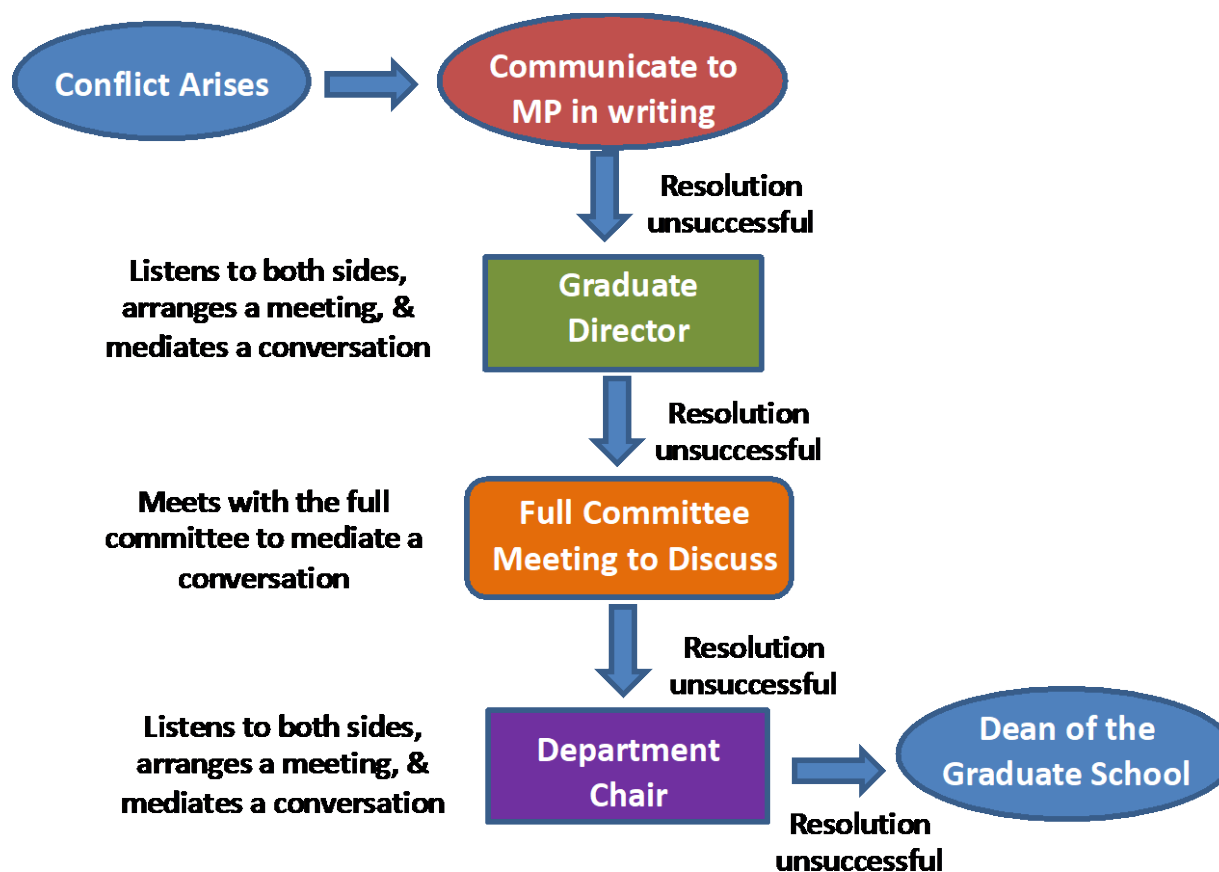 Conflict Arises
Communicate to
MP in writing
Resolution
unsuccessful
Listens to both sides,
arranges a meeting, &
mediates a conversation
Graduate
Director
Resolution
unsuccessful
Meets with the full
committee to mediate a
conversation
Full Committee
Meeting to Discuss
Resolution
unsuccessful
Listens to both sides,
arranges a meeting, &
mediates a conversation
Department
Chair
Dean of the
Graduate School
Resolution
unsuccessful